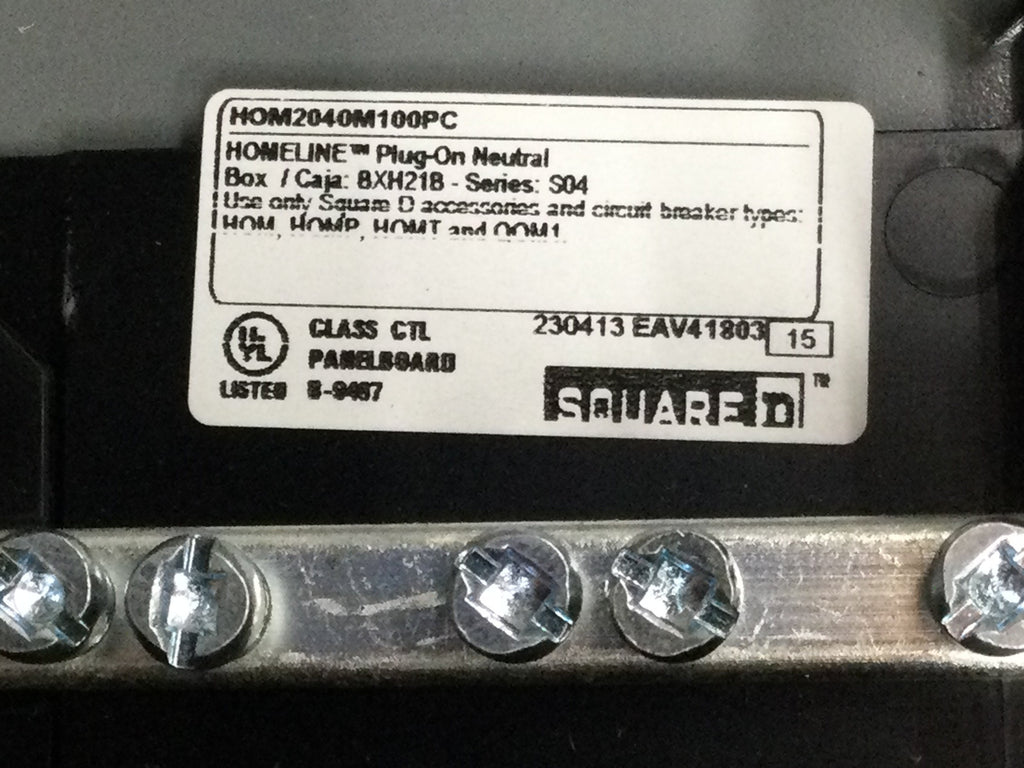 HOM2040M100PC
HOMELINE™ Plug-On Neutral
Box / Caja: BXH21B - Series: S04
Use only Square D accessories and circuit breaker types:
HOM, HOMP, HOMT and QOM1
230413 EAV41803 15
UL
CLASS CTL
PANELBOARD
LISTED
SQUARE D ™